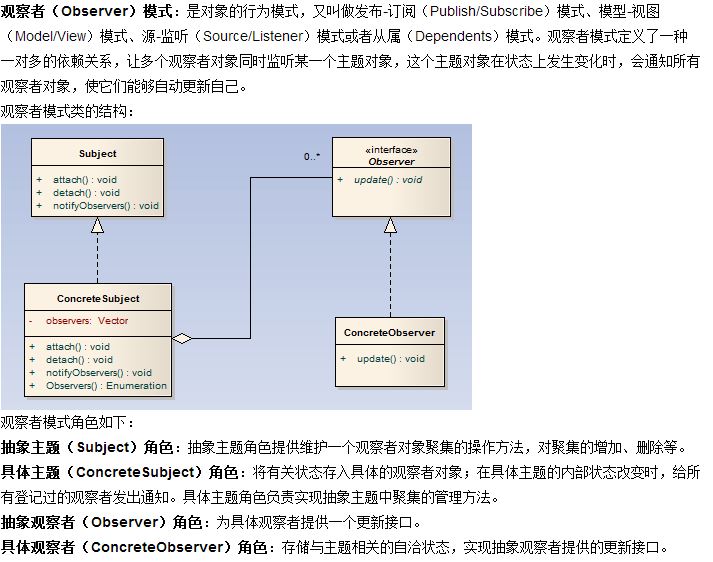 观察者（Observer）模式：是对象的行为模式，又叫做发布-订阅（Publish/Subscribe）模式、模型-视图
（Model/View）模式、源-监听（Source/Listener）模式或者从属（Dependents）模式。观察者模式定义了一种
一对多的依赖关系，让多个观察者对象同时监听某一个主题对象，这个主题对象在状态上发生变化时，会通知所有
观察者对象，使它们能够自动更新自己。
观察者模式类的结构：
Subject
+ attach() : void
+ detach() : void
+ notifyObservers() : void
0..*
«interface»
Observer
+ update() : void
ConcreteSubject
- observers: Vector
+ attach() : void
+ detach() : void
+ notifyObservers() : void
+ Observers() : Enumeration
ConcreteObserver
+ update() : void
观察者模式角色如下：
抽象主题（Subject）角色：抽象主题角色提供维护一个观察者对象聚集的操作方法，对聚集的增加、删除等。
具体主题（ConcreteSubject）角色：将有关状态存入具体的观察者对象；在具体主题的内部状态改变时，给所
有登记过的观察者发出通知。具体主题角色负责实现抽象主题中聚集的管理方法。
抽象观察者（Observer）角色：为具体观察者提供一个更新接口。
具体观察者（ConcreteObserver）角色：存储与主题相关的自洽状态，实现抽象观察者提供的更新接口。